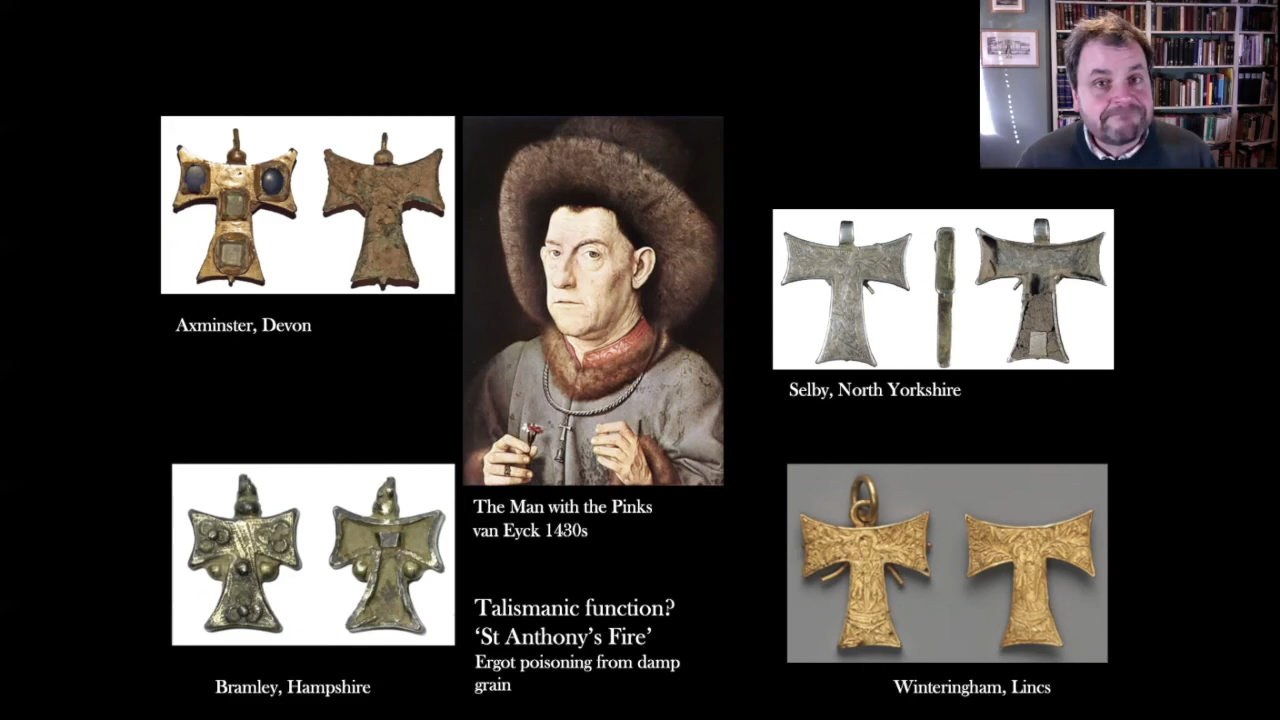 Axminster, Devon
The Man with the Pinks
van Eyck 1430s
Talismanic function?
‘St Anthony’s Fire’
Ergot poisoning from damp
grain
Bramley, Hampshire
Selby, North Yorkshire
Winteringham, Lincs